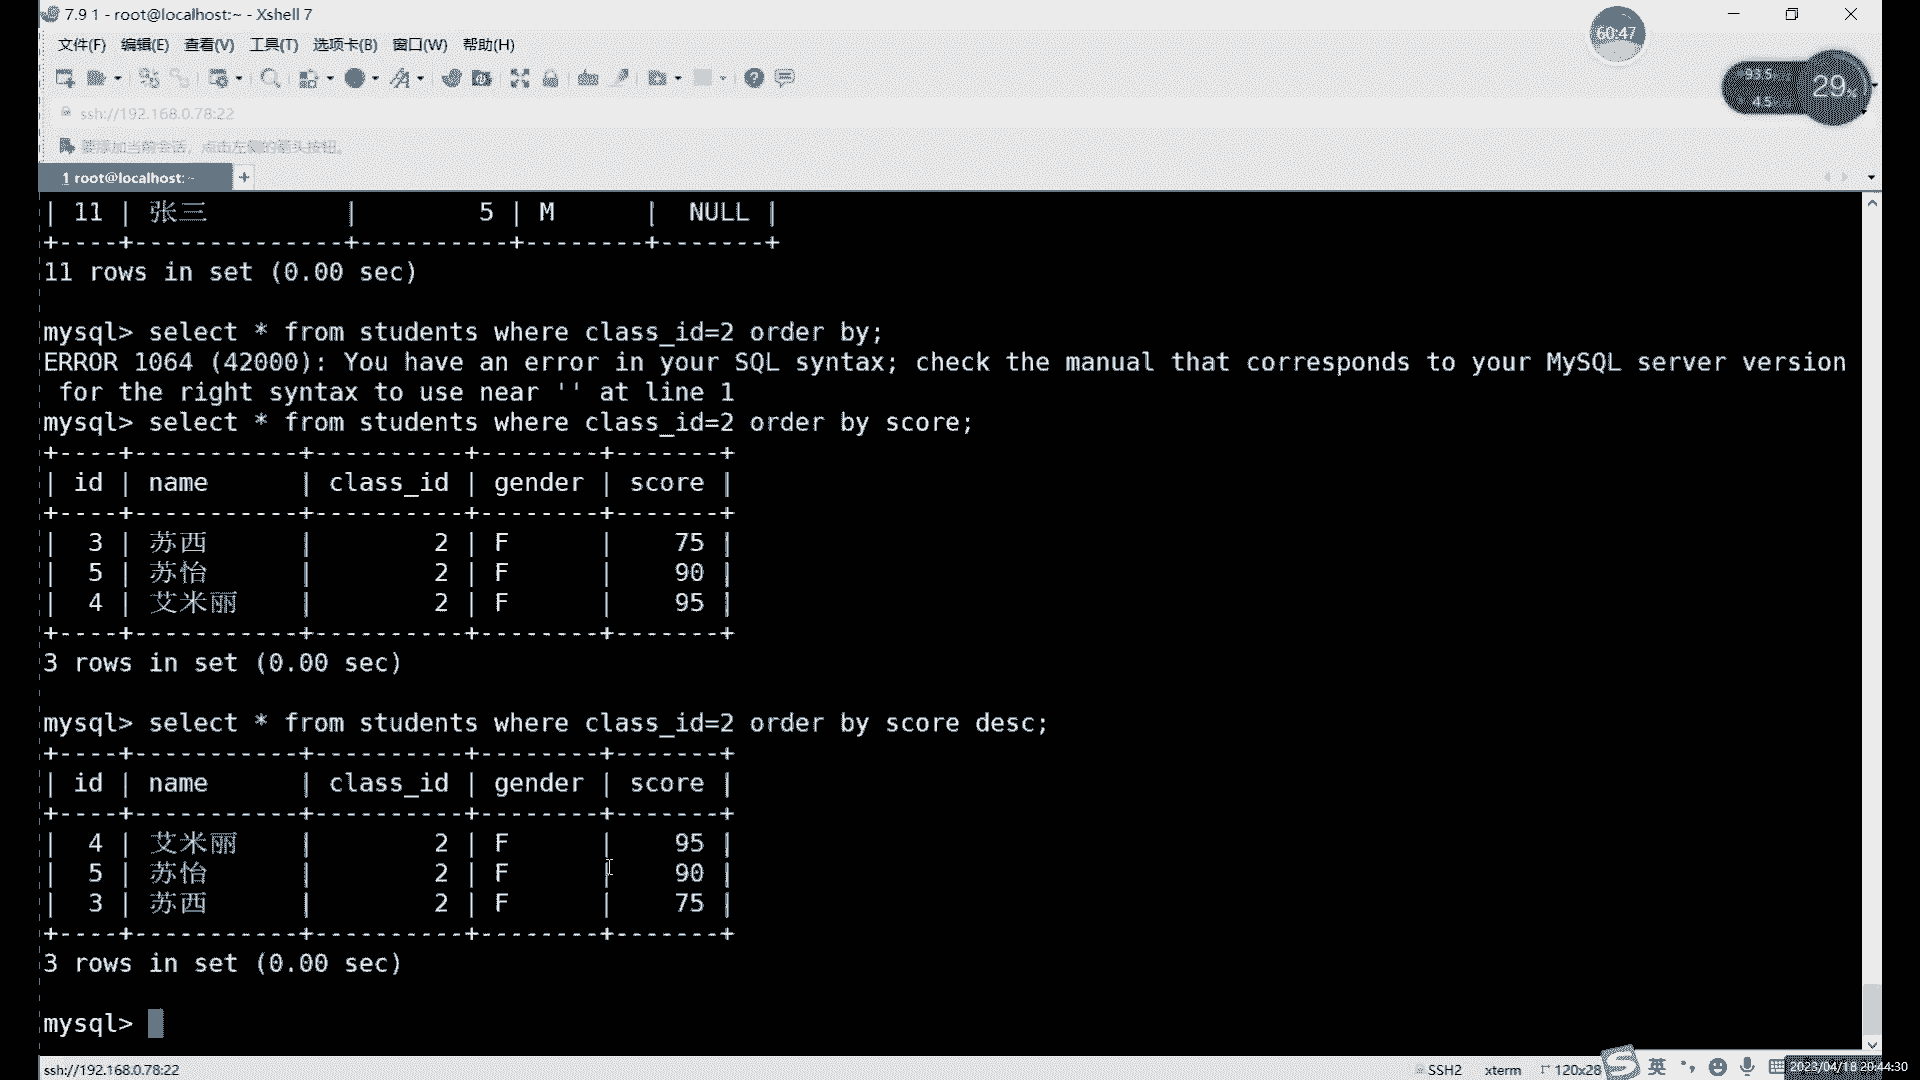 7.9 1 - root@localhost:~ - Xshell 7
60:47
文件(F) 编辑(E) 查看(V) 工具(T) 选项卡(B) 窗口(W) 帮助(H)
93.5
4.5
29%
ssh://192.168.0.78:22
要添加当前会话，点击左侧的箭头按钮。
1 root@localhost:~ +
| 11 | 张三 | 5 | M | NULL |
+----+--------------+----------+--------+-------+
11 rows in set (0.00 sec)
mysql> select * from students where class_id=2 order by;
ERROR 1064 (42000): You have an error in your SQL syntax; check the manual that corresponds to your MySQL server version
for the right syntax to use near '' at line 1
mysql> select * from students where class_id=2 order by score;
+----+-----------+----------+--------+-------+
| id | name | class_id | gender | score |
+----+-----------+----------+--------+-------+
| 3 | 苏西 | 2 | F | 75 |
| 5 | 苏怡 | 2 | F | 90 |
| 4 | 艾米丽 | 2 | F | 95 |
+----+-----------+----------+--------+-------+
3 rows in set (0.00 sec)
mysql> select * from students where class_id=2 order by score desc;
+----+-----------+----------+--------+-------+
| id | name | class_id | gender | score |
+----+-----------+----------+--------+-------+
| 4 | 艾米丽 | 2 | F | 95 |
| 5 | 苏怡 | 2 | F | 90 |
| 3 | 苏西 | 2 | F | 75 |
+----+-----------+----------+--------+-------+
3 rows in set (0.00 sec)
mysql>
ssh://192.168.0.78:22 SSH2 xterm 120x28 英 2023/04/18 20:44:30